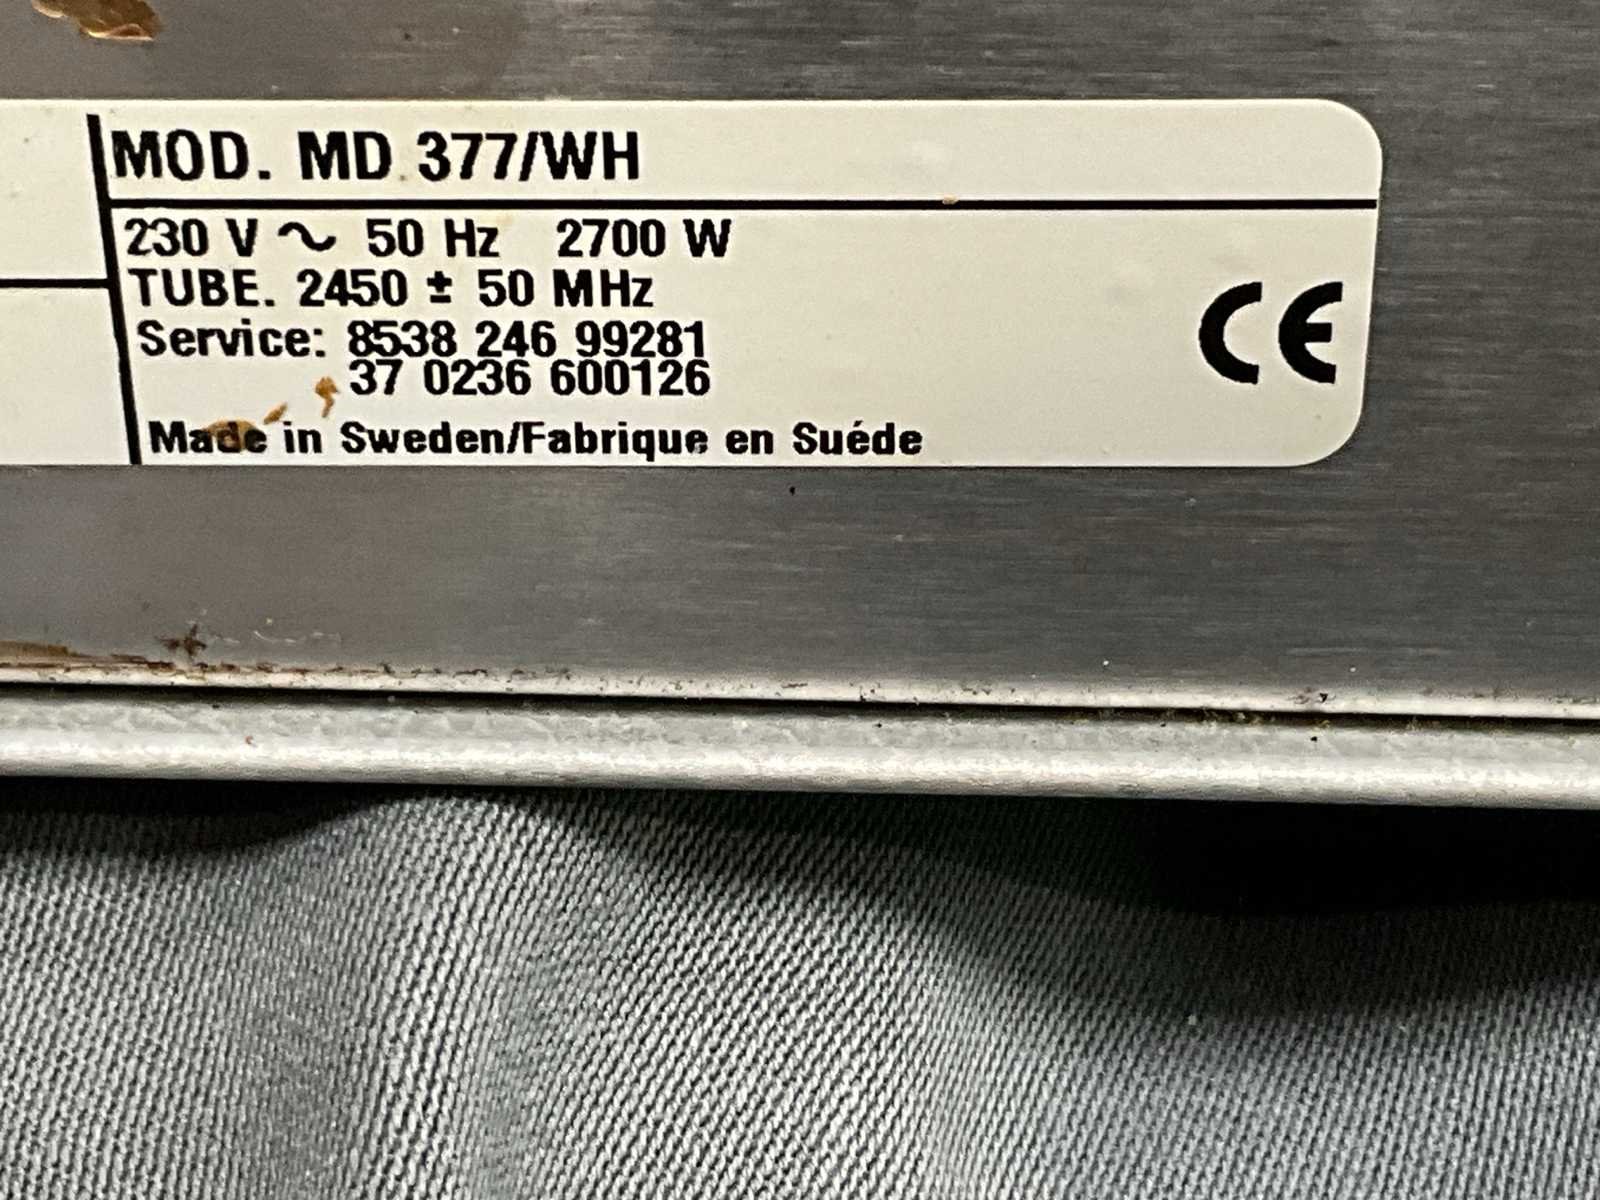 MOD. MD 377/WH
230 V ~ 50 Hz 2700 W
TUBE. 2450 ± 50 MHz
Service: 8538 246 99281
37 0236 600126
Made in Sweden/Fabrique en Suéde
CE